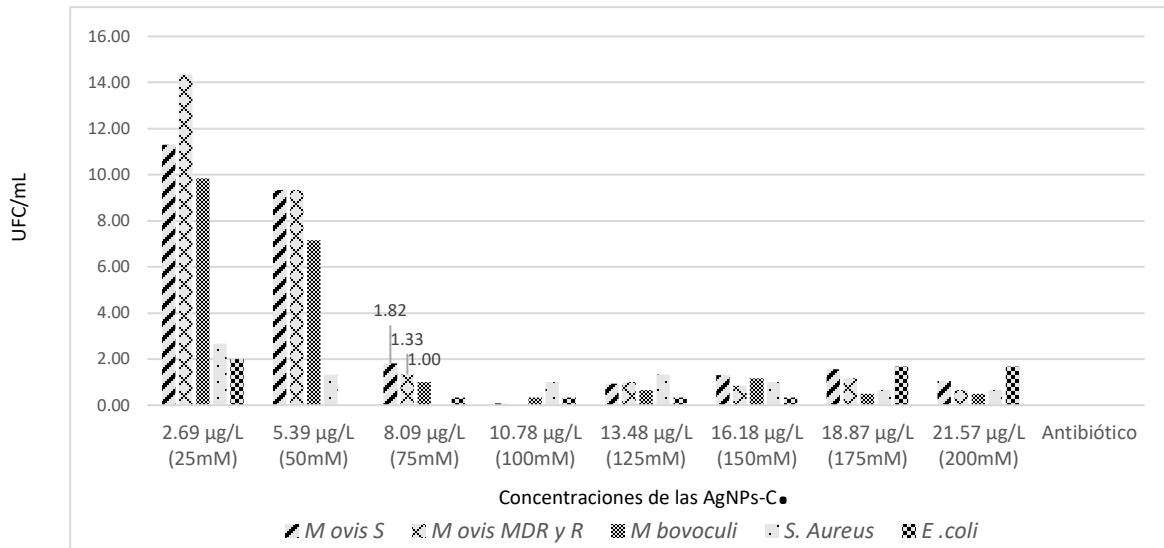 16.00
14.00
12.00
10.00
8.00
6.00
4.00
2.00
0.00
UFC/mL
1.82
1.33
1.00
2.69 µg/L 5.39 µg/L 8.09 µg/L 10.78 µg/L 13.48 µg/L 16.18 µg/L 18.87 µg/L 21.57 µg/L Antibiótico
(25mM) (50mM) (75mM) (100mM) (125mM) (150mM) (175mM) (200mM)
Concentraciones de las AgNPs-C
M ovis S M ovis MDR y R M bovoculi S. Aureus E .coli